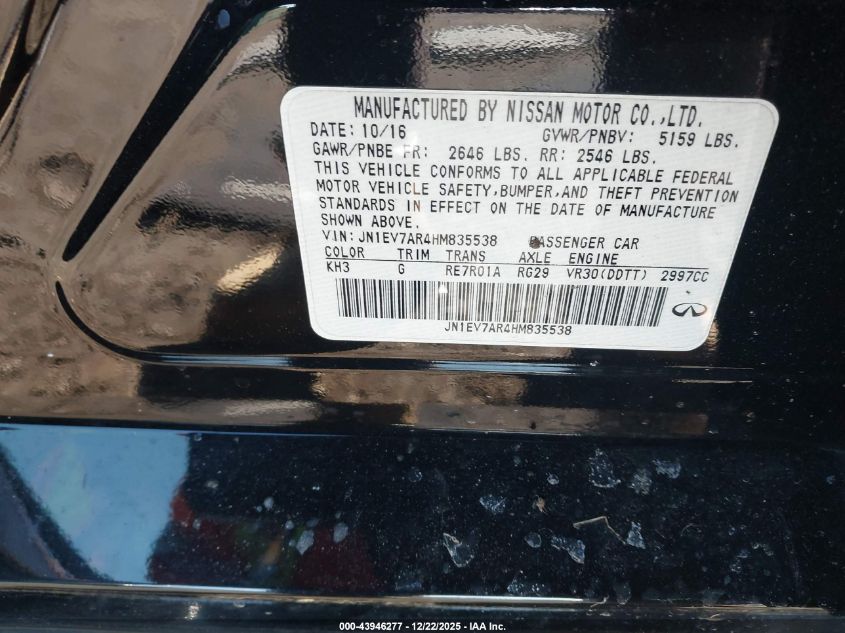 MANUFACTURED BY NISSAN MOTOR CO.,LTD.
DATE: 10/16 GVWR/PNBV: 5159 LBS.
GAWR/PNBE FR: 2646 LBS. RR: 2546 LBS.
THIS VEHICLE CONFORMS TO ALL APPLICABLE FEDERAL
MOTOR VEHICLE SAFETY,BUMPER,AND THEFT PREVENTION
STANDARDS IN EFFECT ON THE DATE OF MANUFACTURE
SHOWN ABOVE.
VIN: JN1EV7AR4HM835538 PASSENGER CAR
COLOR TRIM TRANS AXLE ENGINE
KH3 G RE7R01A RG29 VR30(DDTT) 2997CC
JN1EV7AR4HM835538
000-43946277 - 12/22/2025 - IAA Inc.